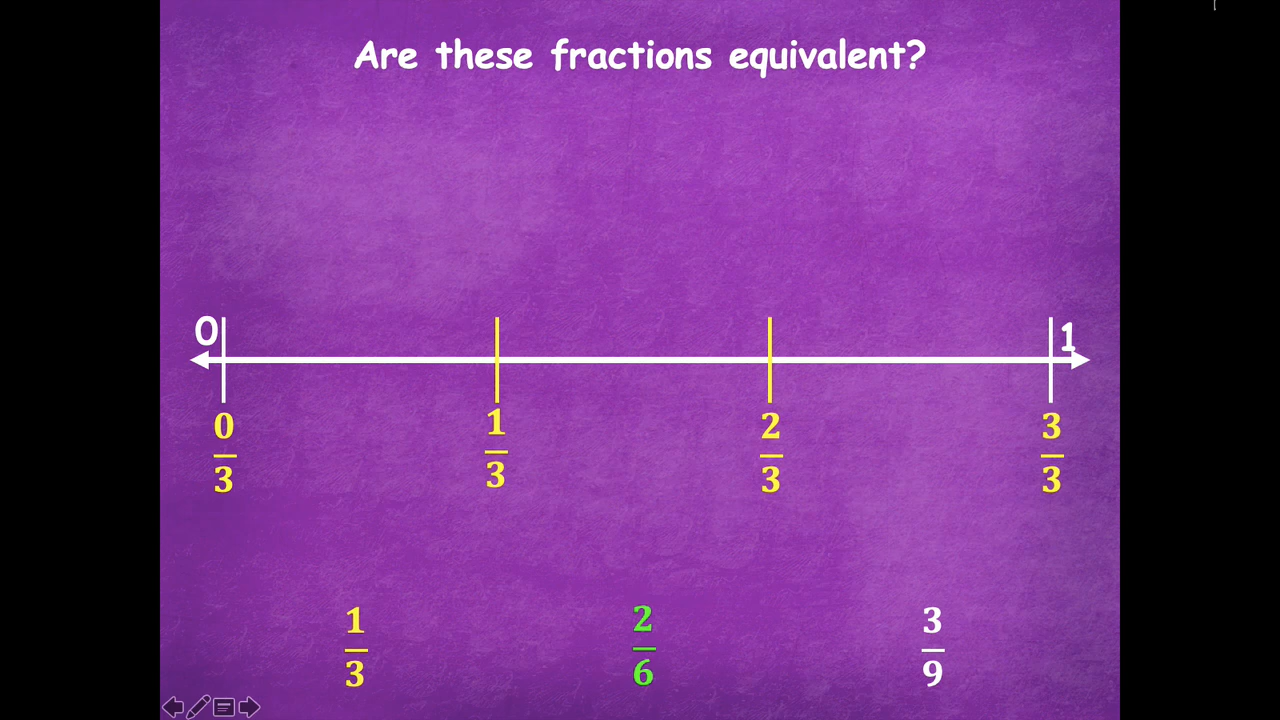 Are these fractions equivalent?
0 1
0/3 1/3 2/3 3/3
1/3 2/6 3/9